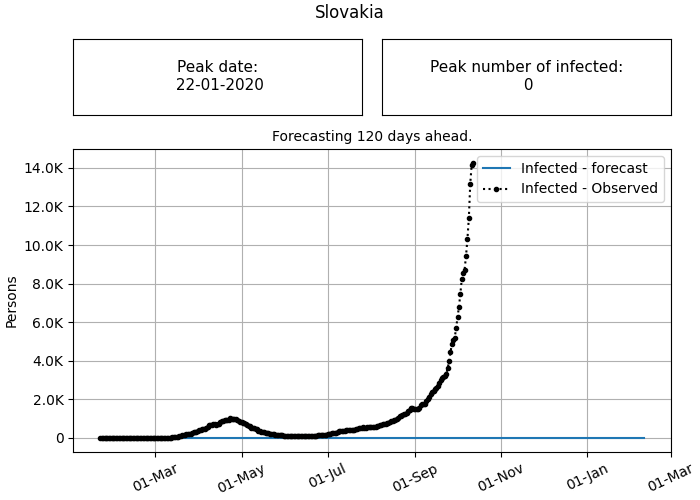 Slovakia
Peak date:
22-01-2020
Peak number of infected:
0
Forecasting 120 days ahead.
Infected - forecast
Infected - Observed
Persons
14.0K
12.0K
10.0K
8.0K
6.0K
4.0K
2.0K
0
01-Mar
01-May
01-Jul
01-Sep
01-Nov
01-Jan
01-Mar